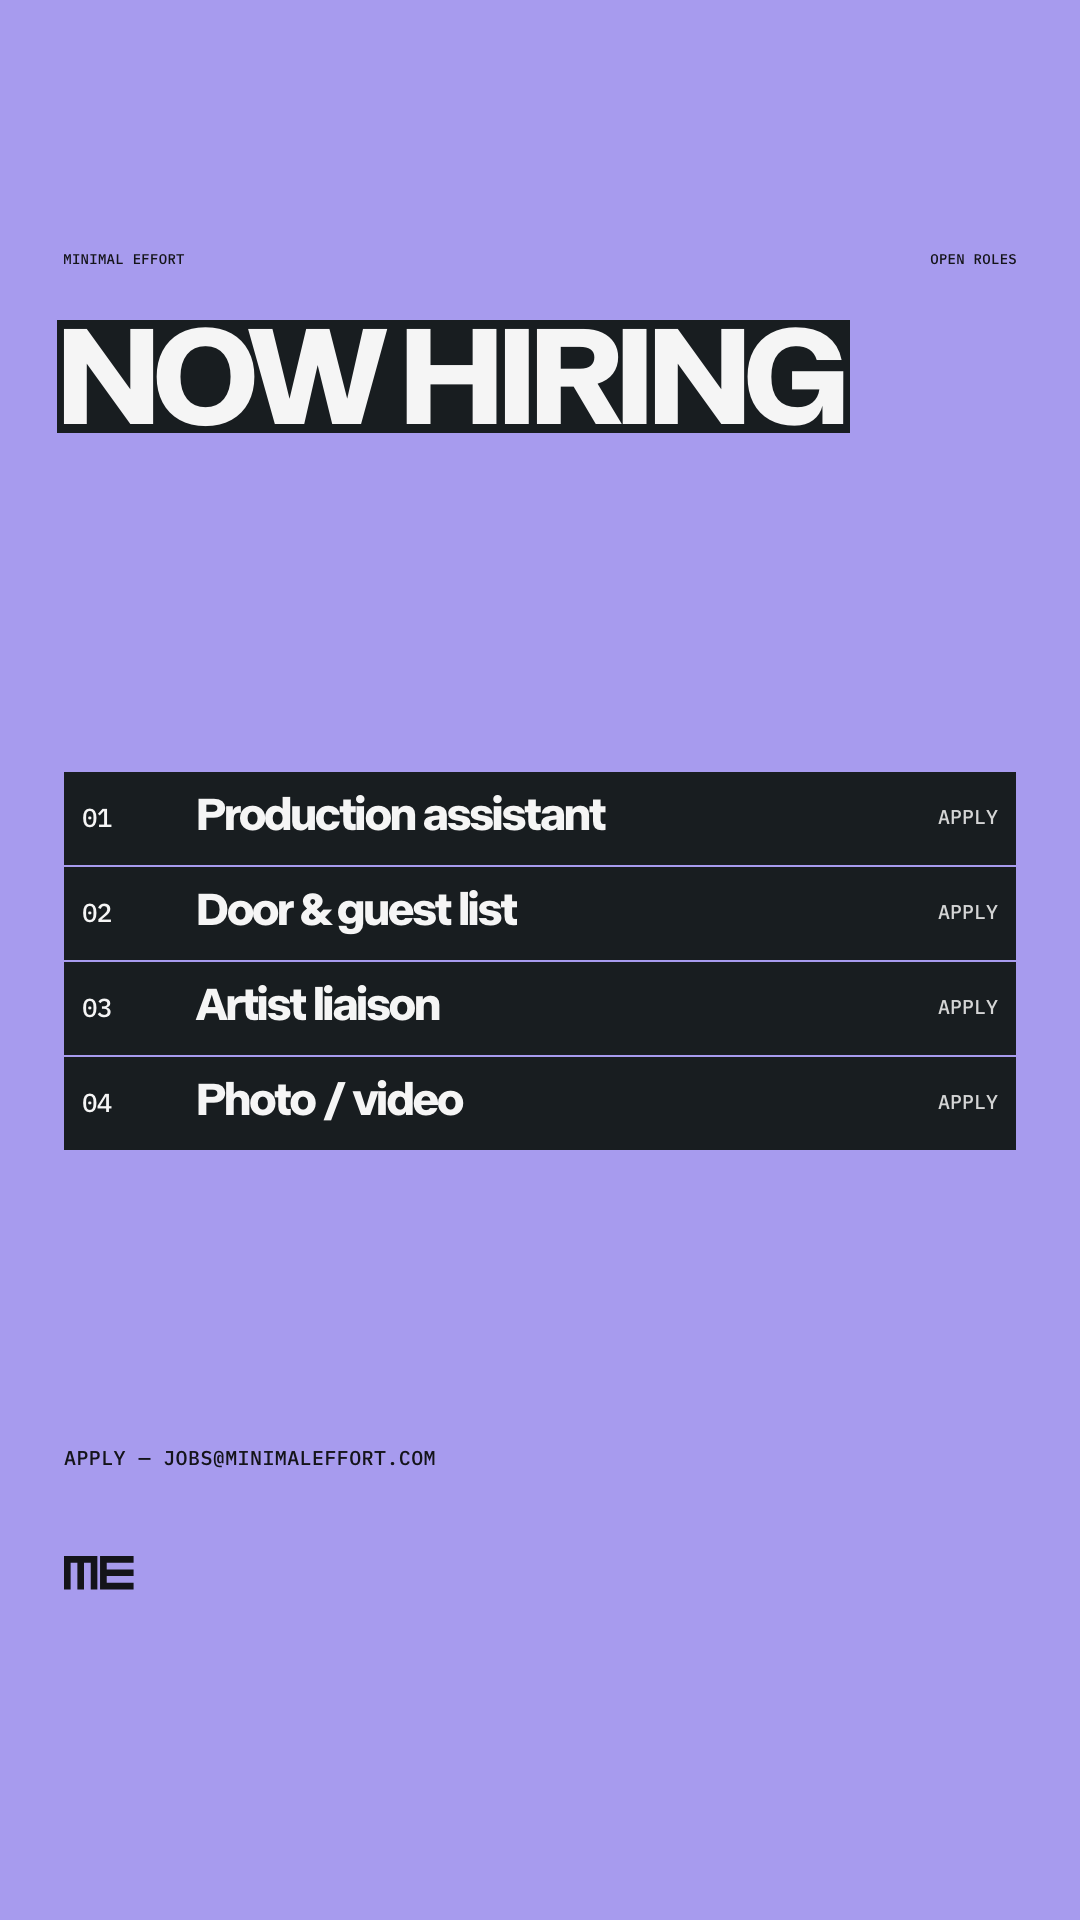 MINIMAL EFFORT
OPEN ROLES
NOW HIRING
01 Production assistant APPLY
02 Door & guest list APPLY
03 Artist liaison APPLY
04 Photo / video APPLY
APPLY — JOBS@MINIMALEFFORT.COM
ME